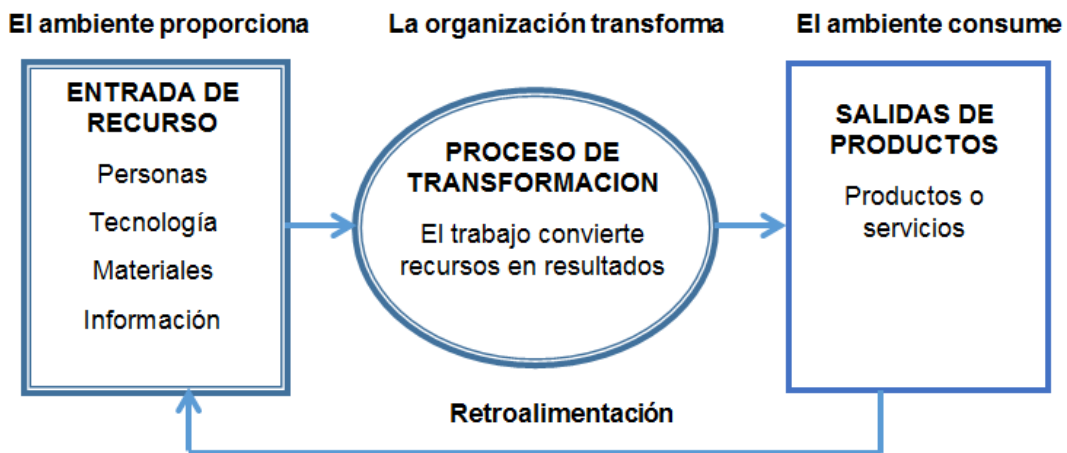 El ambiente proporciona
La organización transforma
El ambiente consume
ENTRADA DE
RECURSO
Personas
Tecnología
Materiales
Información
PROCESO DE
TRANSFORMACION
El trabajo convierte
recursos en resultados
SALIDAS DE
PRODUCTOS
Productos o
servicios
Retroalimentación